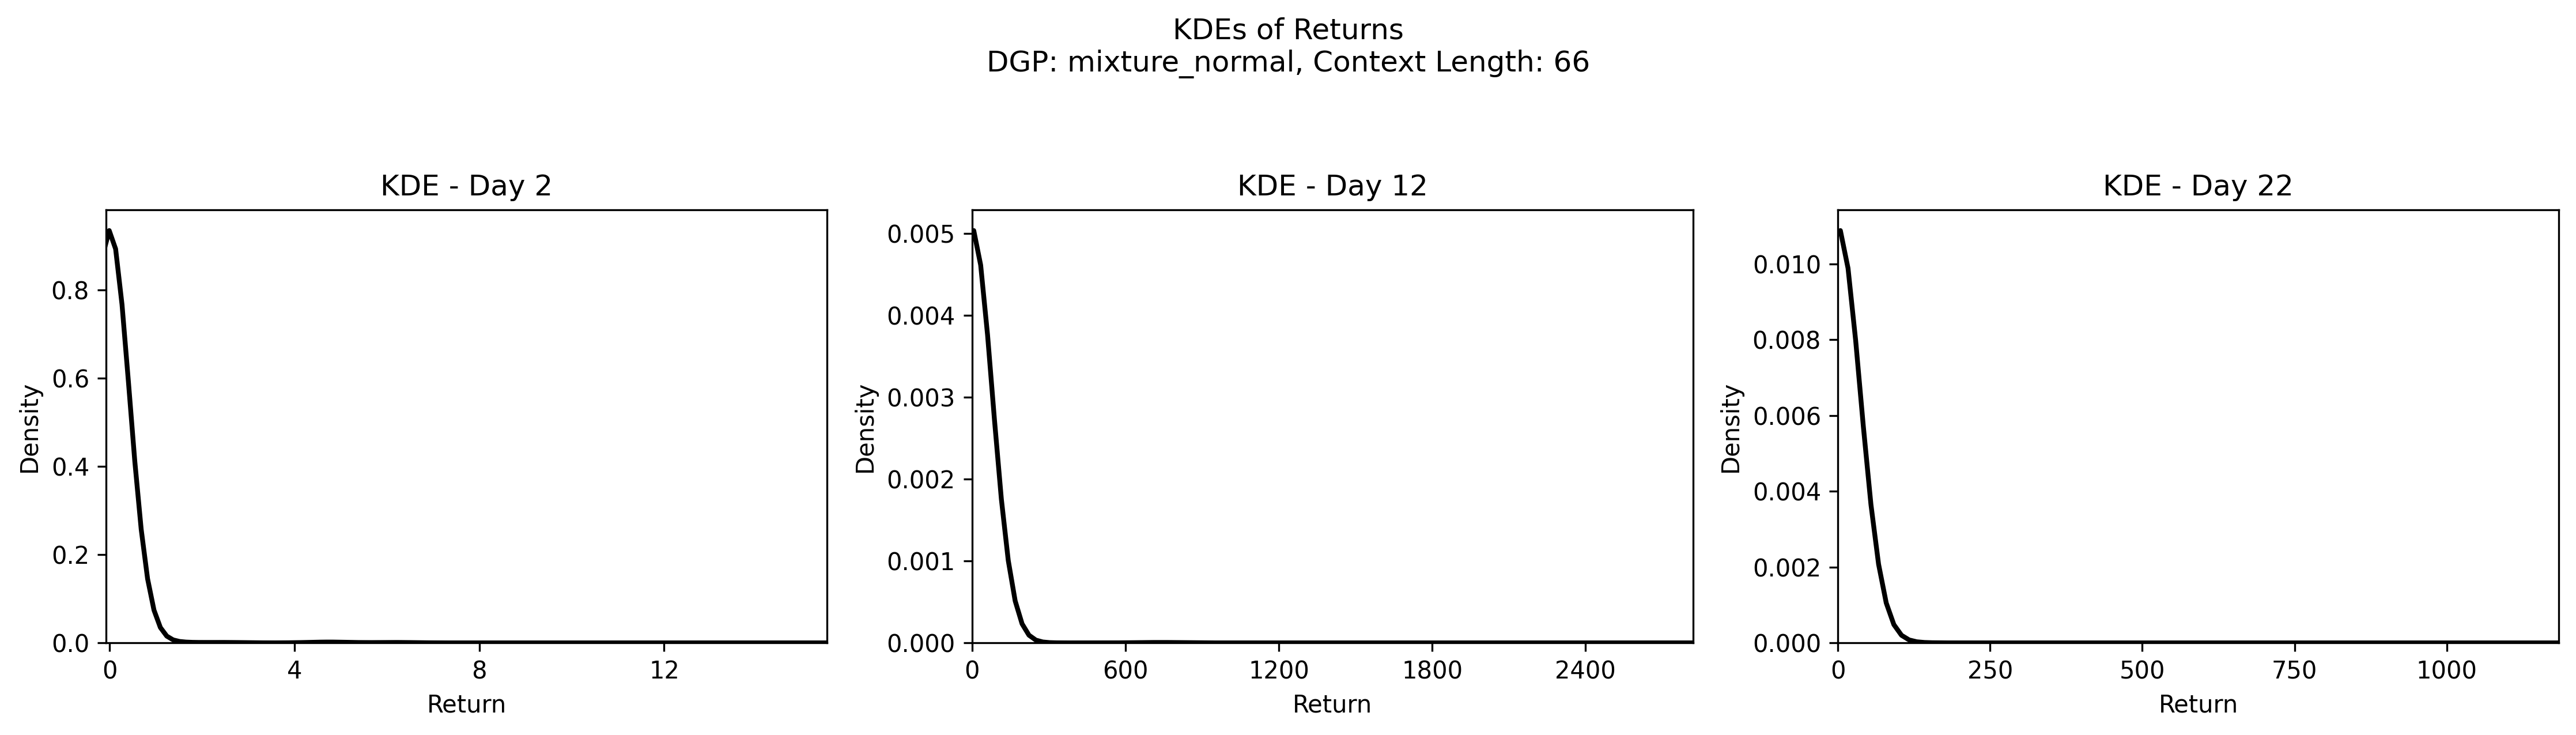 KDEs of Returns
DGP: mixture_normal, Context Length: 66
KDE - Day 2
Density
0.8
0.6
0.4
0.2
0.0
0 4 8 12
Return
KDE - Day 12
Density
0.005
0.004
0.003
0.002
0.001
0.000
0 600 1200 1800 2400
Return
KDE - Day 22
Density
0.010
0.008
0.006
0.004
0.002
0.000
0 250 500 750 1000
Return